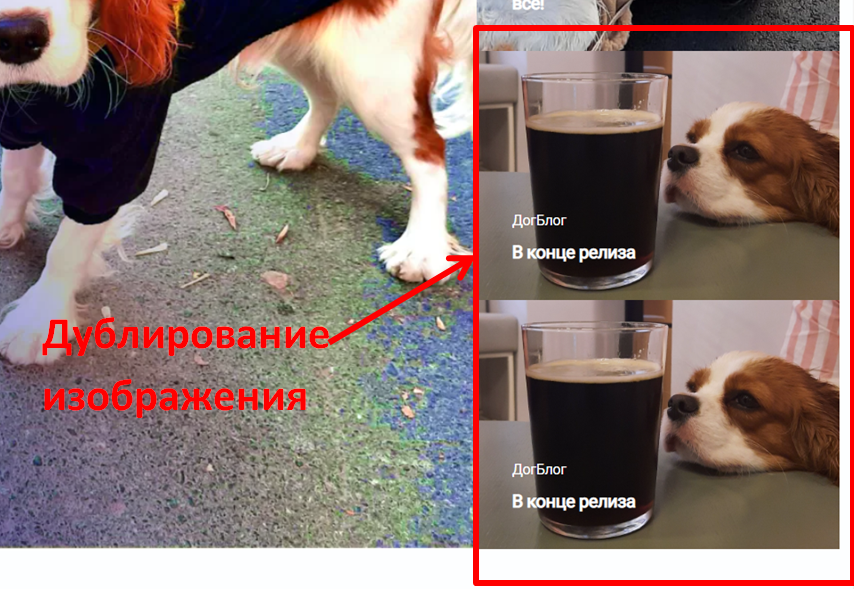 все!
ДогБлог
В конце релиза
Дублирование
изображения
ДогБлог
В конце релиза